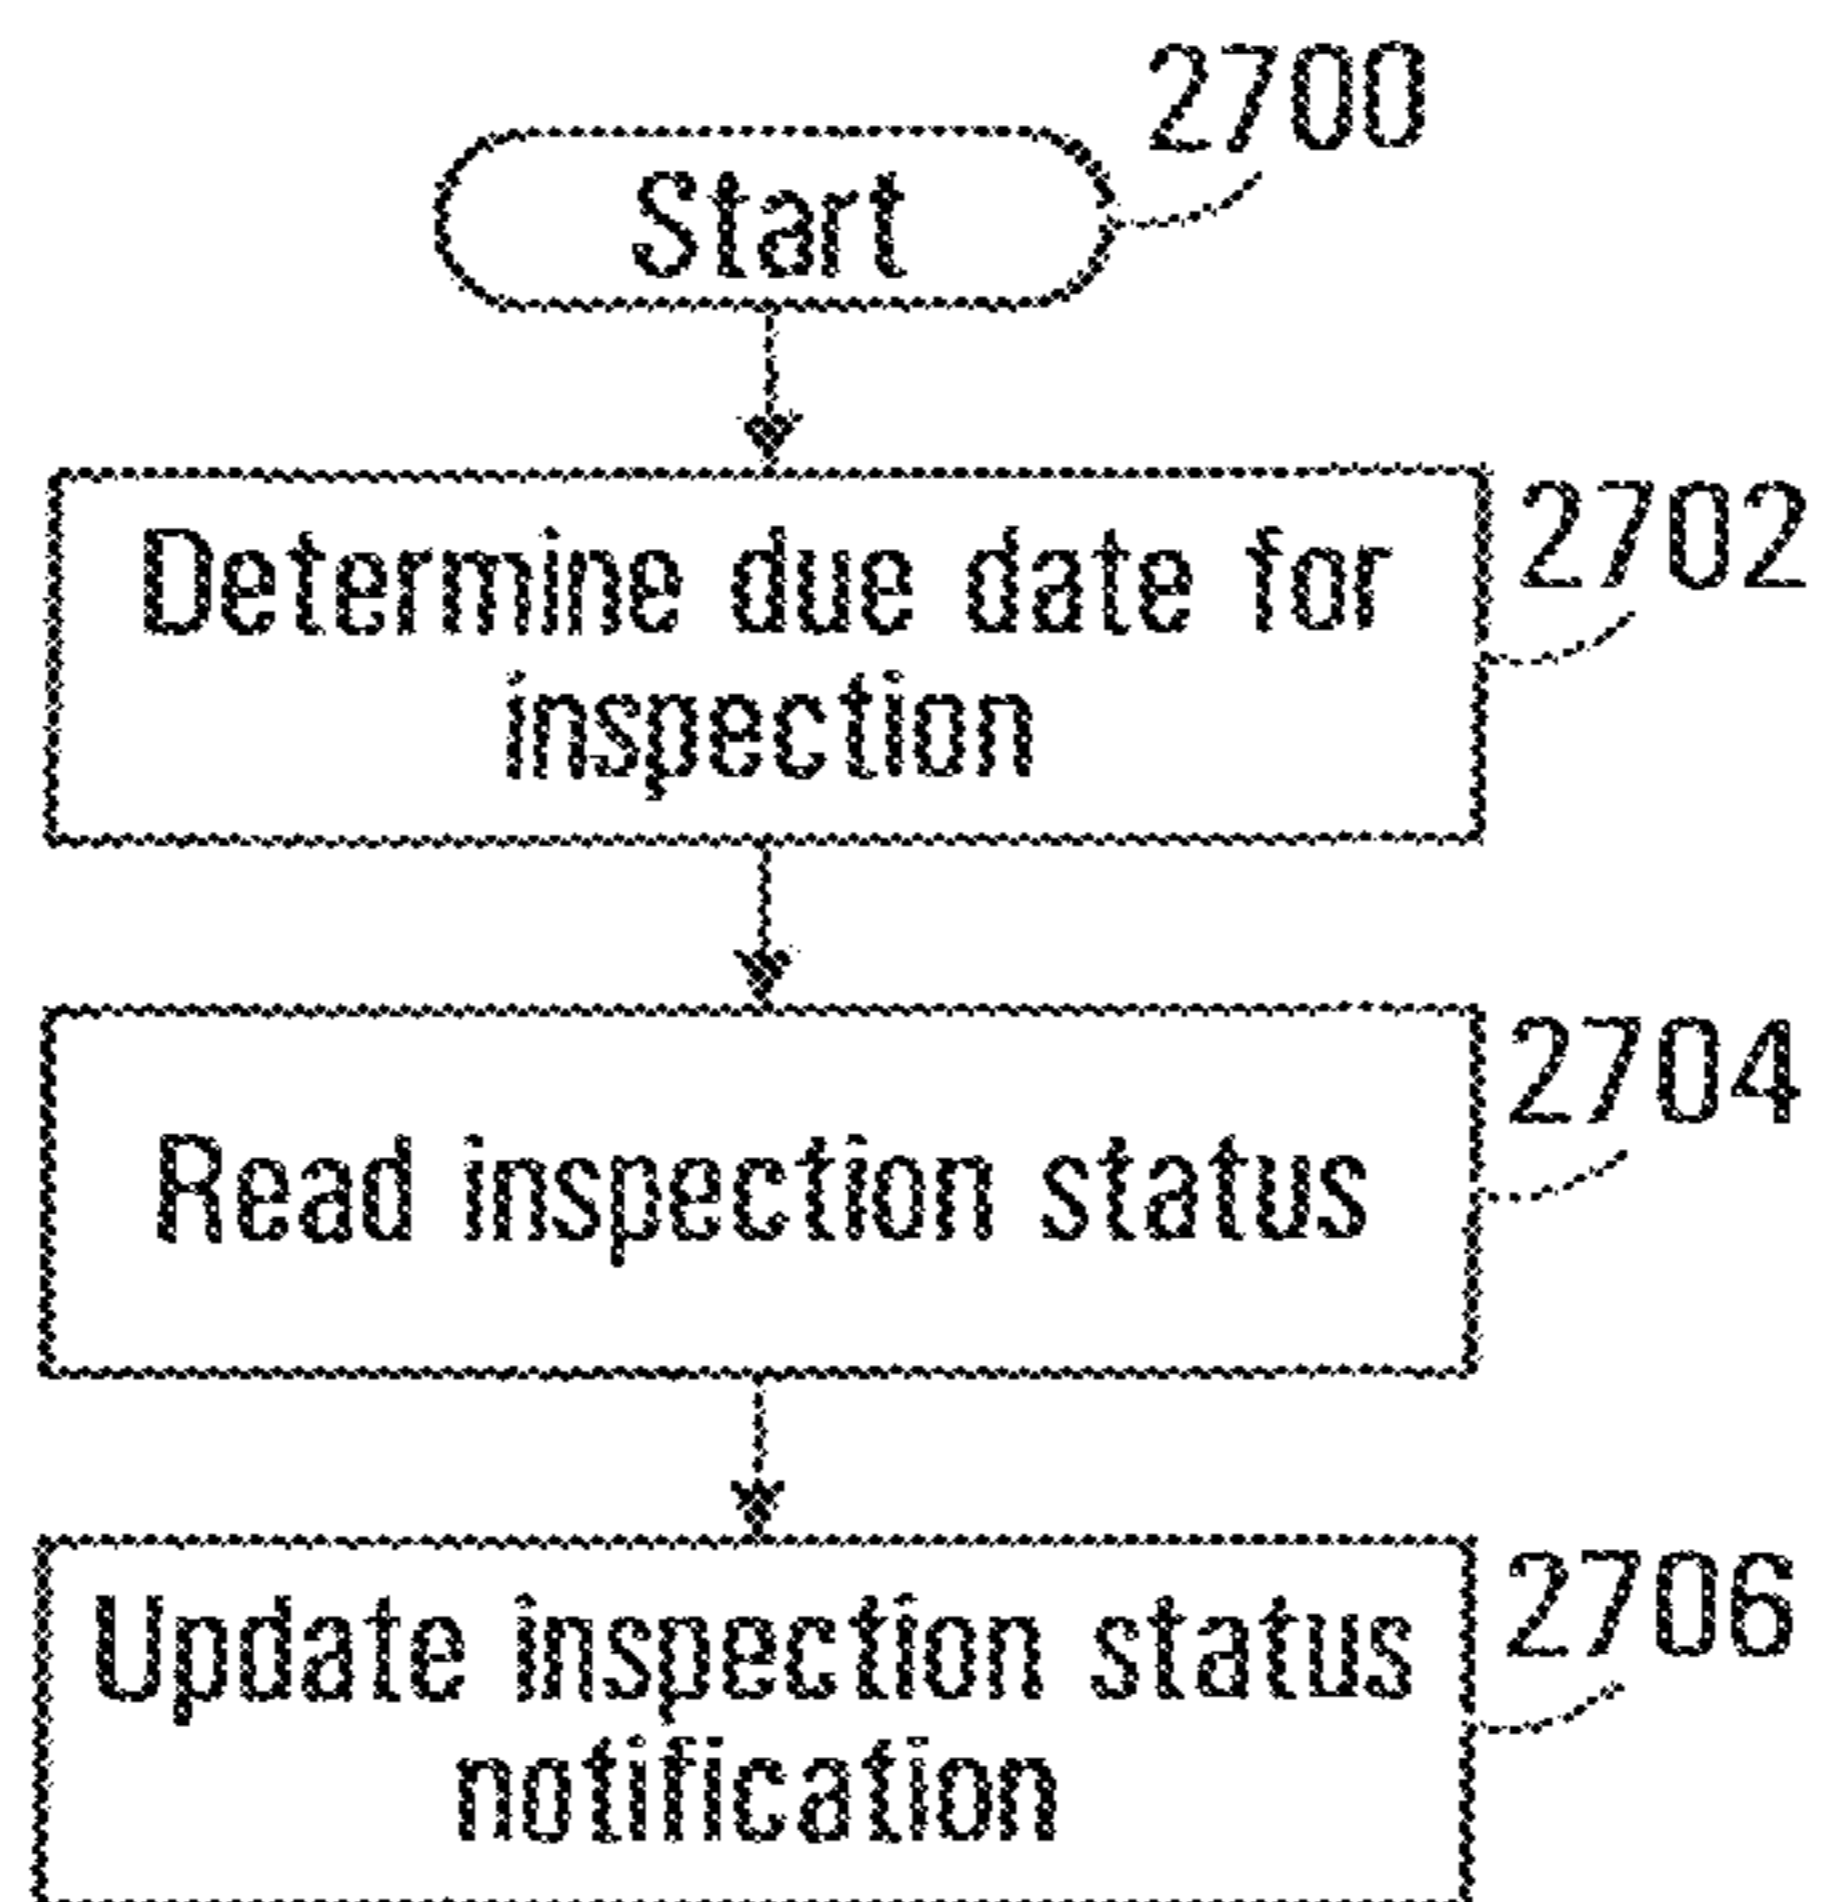 2700
Start
Determine due date for
inspection
2702
Read inspection status
2704
Update inspection status
notification
2706